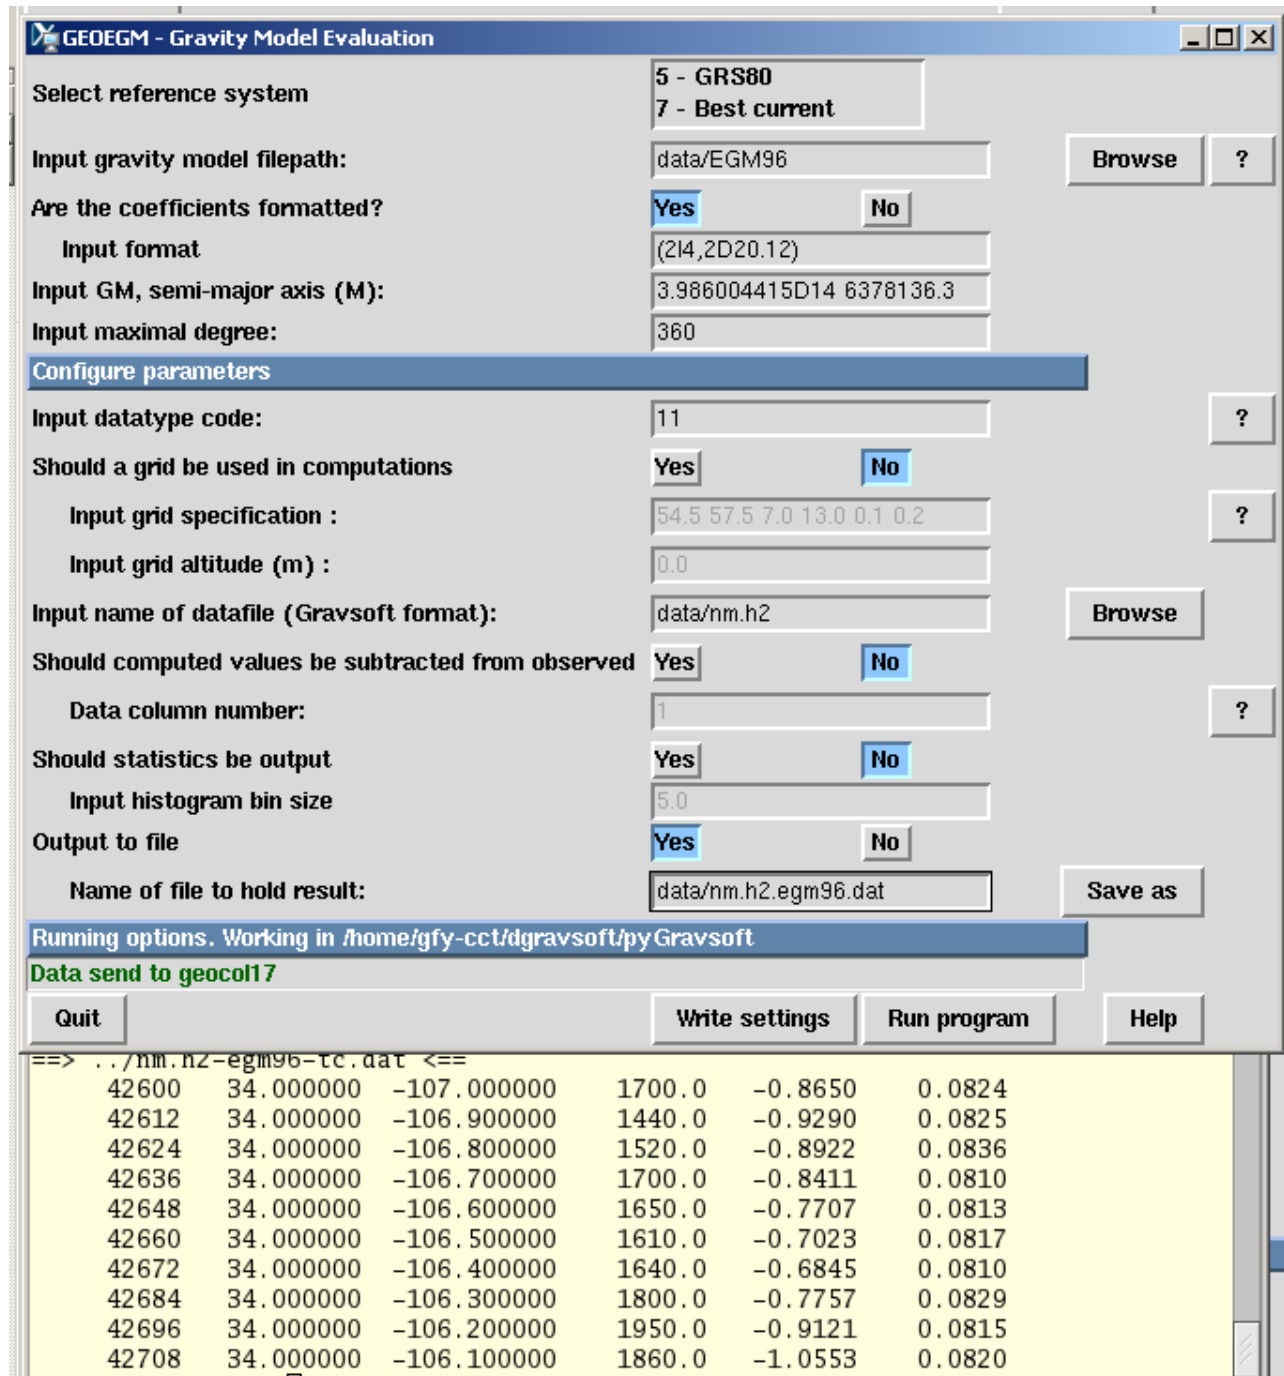 GEOEGM - Gravity Model Evaluation
Select reference system
5 - GRS80
7 - Best current
Input gravity model filepath: data/EGM96 Browse ?
Are the coefficients formatted? Yes No
Input format (2I4,2D20.12)
Input GM, semi-major axis (M): 3.986004415D14 6378136.3
Input maximal degree: 360
Configure parameters
Input datatype code: 11 ?
Should a grid be used in computations Yes No
Input grid specification : 54.5 57.5 7.0 13.0 0.1 0.2 ?
Input grid altitude (m) : 0.0
Input name of datafile (Gravsoft format): data/nm.h2 Browse
Should computed values be subtracted from observed Yes No
Data column number: 1 ?
Should statistics be output Yes No
Input histogram bin size 5.0
Output to file Yes No
Name of file to hold result: data/nm.h2.egm96.dat Save as
Running options. Working in /home/gfy-cct/dgravsoft/pyGravsoft
Data send to geocol17
Quit Write settings Run program Help
==> ../nm.h2-egm96-tc.dat <==
42600 34.000000 -107.000000 1700.0 -0.8650 0.0824
42612 34.000000 -106.900000 1440.0 -0.9290 0.0825
42624 34.000000 -106.800000 1520.0 -0.8922 0.0836
42636 34.000000 -106.700000 1700.0 -0.8411 0.0810
42648 34.000000 -106.600000 1650.0 -0.7707 0.0813
42660 34.000000 -106.500000 1610.0 -0.7023 0.0817
42672 34.000000 -106.400000 1640.0 -0.6845 0.0810
42684 34.000000 -106.300000 1800.0 -0.7757 0.0829
42696 34.000000 -106.200000 1950.0 -0.9121 0.0815
42708 34.000000 -106.100000 1860.0 -1.0553 0.0820